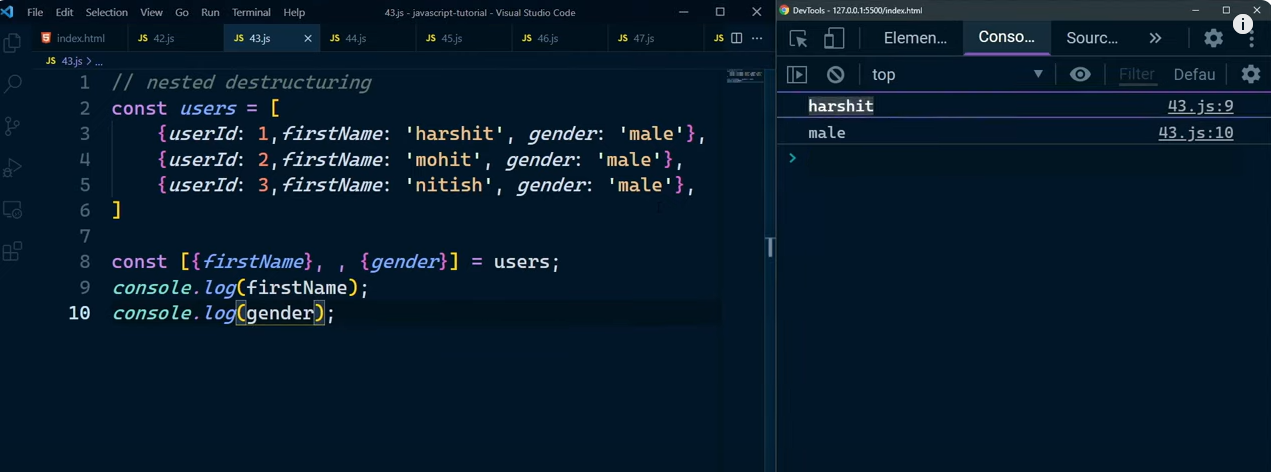 File Edit Selection View Go Run Terminal Help 43.js - javascript-tutorial - Visual Studio Code
index.html JS 42.js JS 43.js JS 44.js JS 45.js JS 46.js JS 47.js JS
JS 43.js > ...
1 // nested destructuring
2 const users = [
3 {userId: 1,firstName: 'harshit', gender: 'male'},
4 {userId: 2,firstName: 'mohit', gender: 'male'},
5 {userId: 3,firstName: 'nitish', gender: 'male'},
6 ]
7
8 const [{firstName}, , {gender}] = users;
9 console.log(firstName);
10 console.log(gender);
DevTools - 127.0.0.1:5500/index.html
Elemen... Conso... Sourc...
top Filter Defau
harshit 43.js:9
male 43.js:10